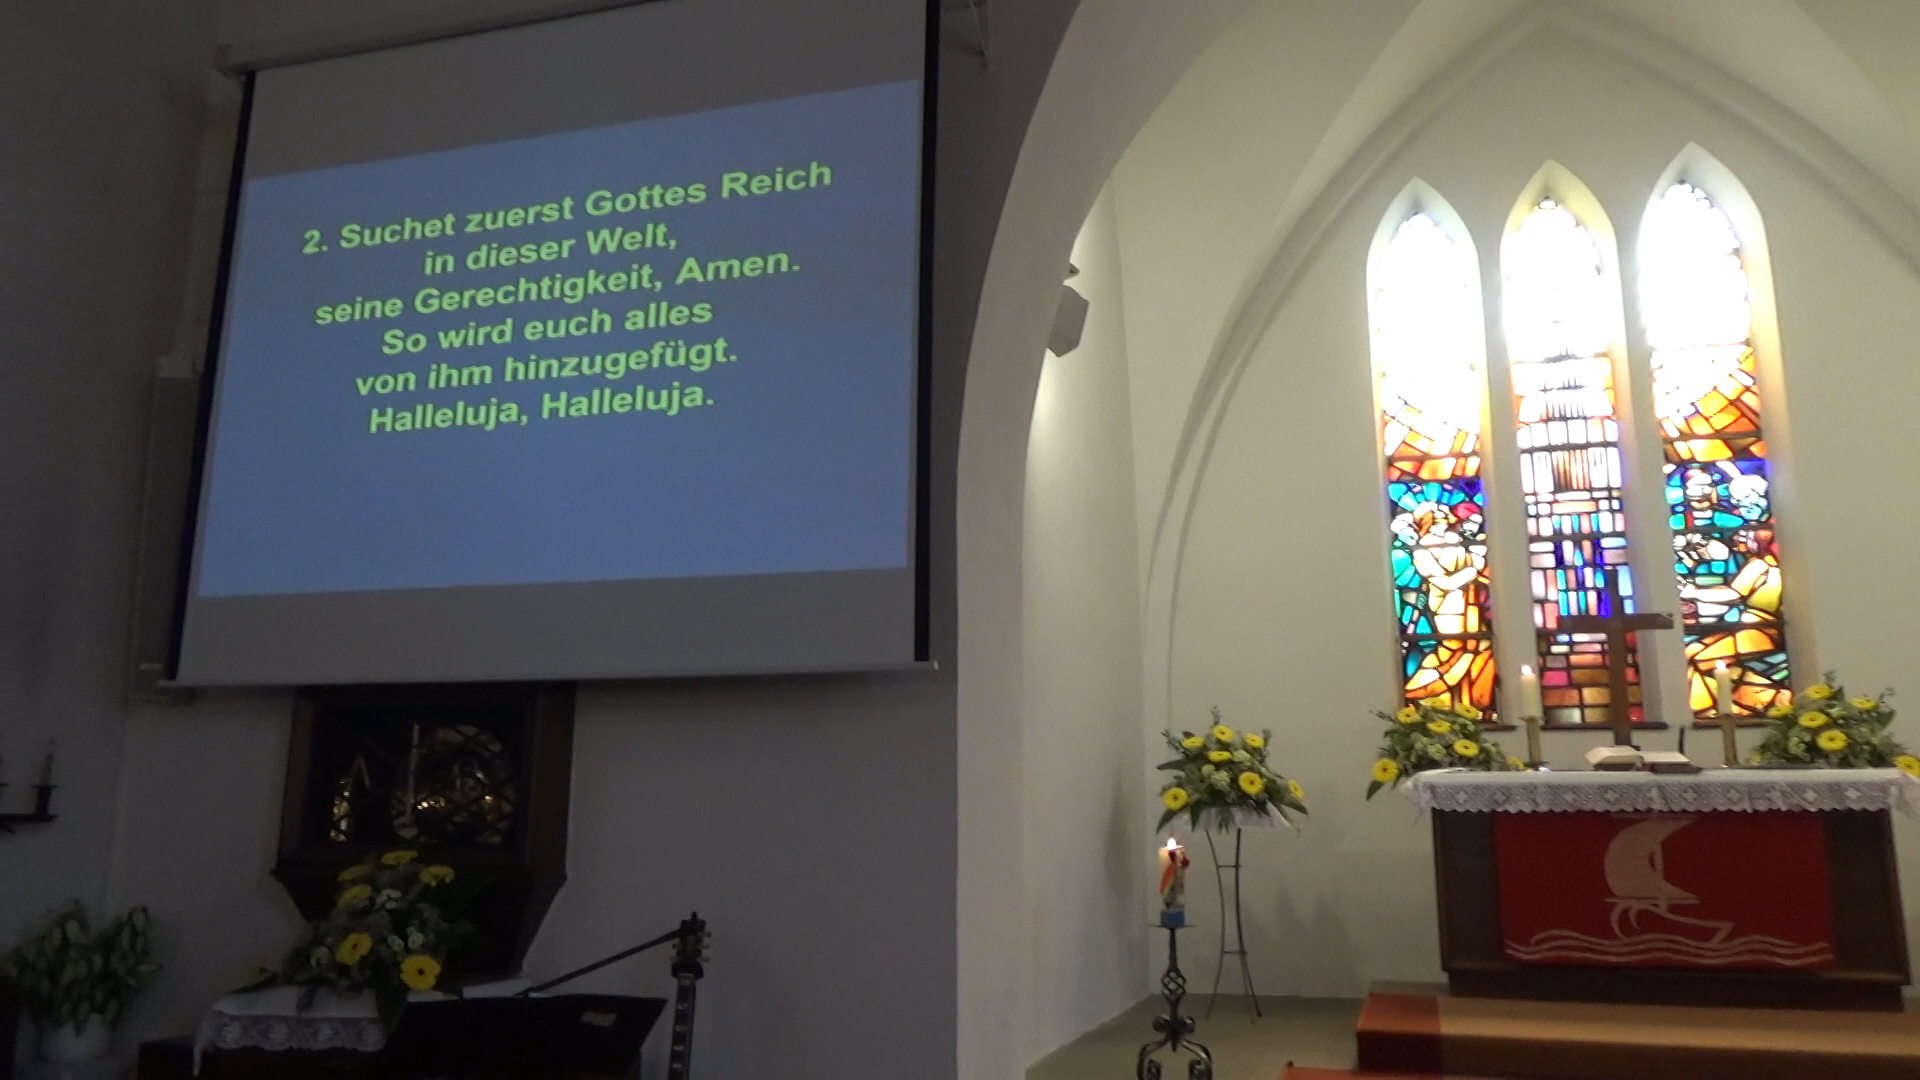 2. Suchet zuerst Gottes Reich
in dieser Welt,
seine Gerechtigkeit, Amen.
So wird euch alles
von ihm hinzugefügt.
Halleluja, Halleluja.